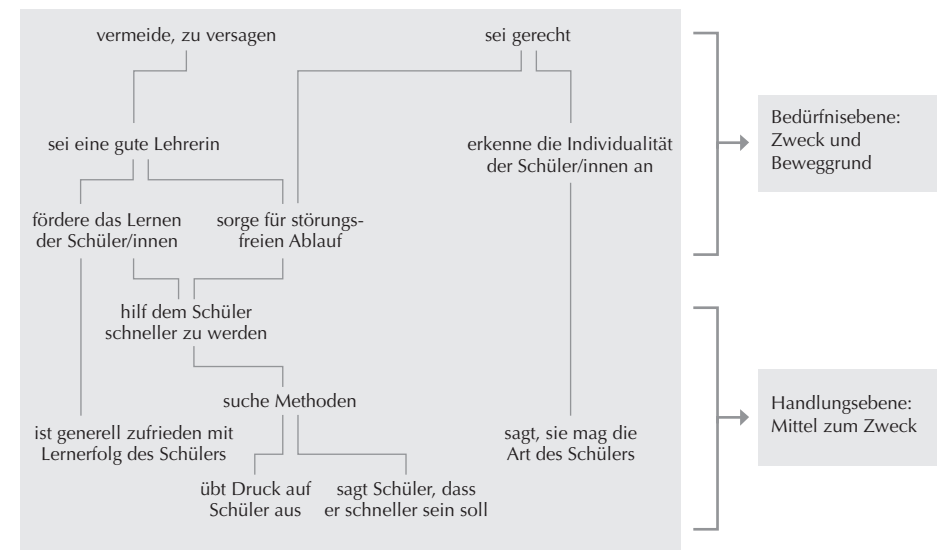 vermeide, zu versagen
sei gerecht
sei eine gute Lehrerin
erkenne die Individualität
der Schüler/innen an
fördere das Lernen
der Schüler/innen
sorge für störungs-
freien Ablauf
hilf dem Schüler
schneller zu werden
suche Methoden
ist generell zufrieden mit
Lernerfolg des Schülers
sagt, sie mag die
Art des Schülers
übt Druck auf
Schüler aus
sagt Schüler, dass
er schneller sein soll
Bedürfnisebene:
Zweck und
Beweggrund
Handlungsebene:
Mittel zum Zweck